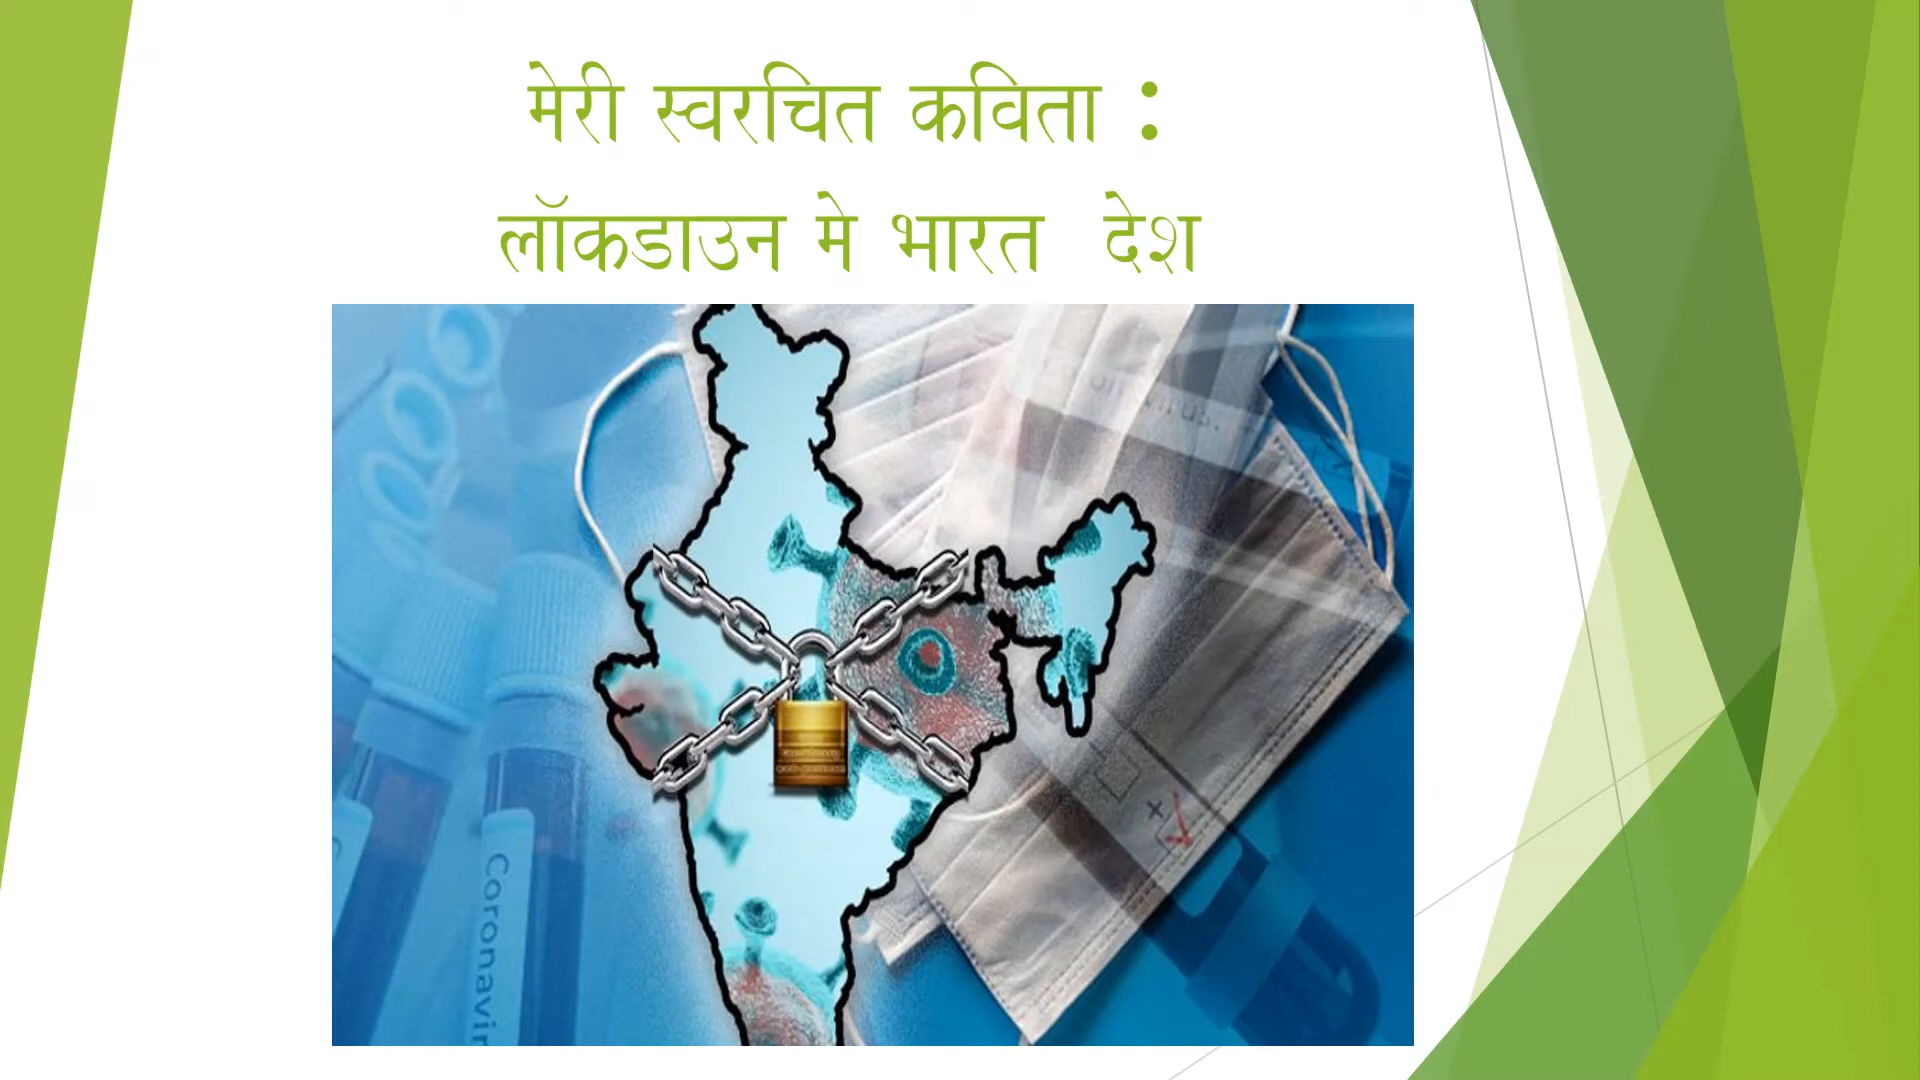 मेरी स्वरचित कविता :
लॉकडाउन मे भारत देश
Coronavir